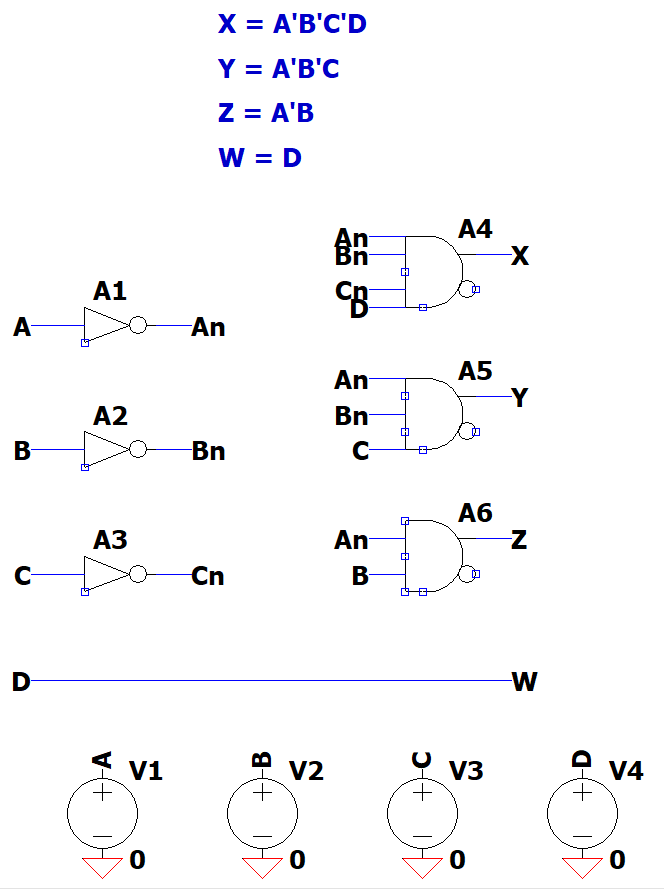 X = A'B'C'D
Y = A'B'C
Z = A'B
W = D
A4
An
Bn
X
Cn
D
A1
A
An
A5
An
Y
Bn
C
A2
B
Bn
A6
An
Z
B
A3
C
Cn
D
W
A
V1
0
B
V2
0
C
V3
0
D
V4
0